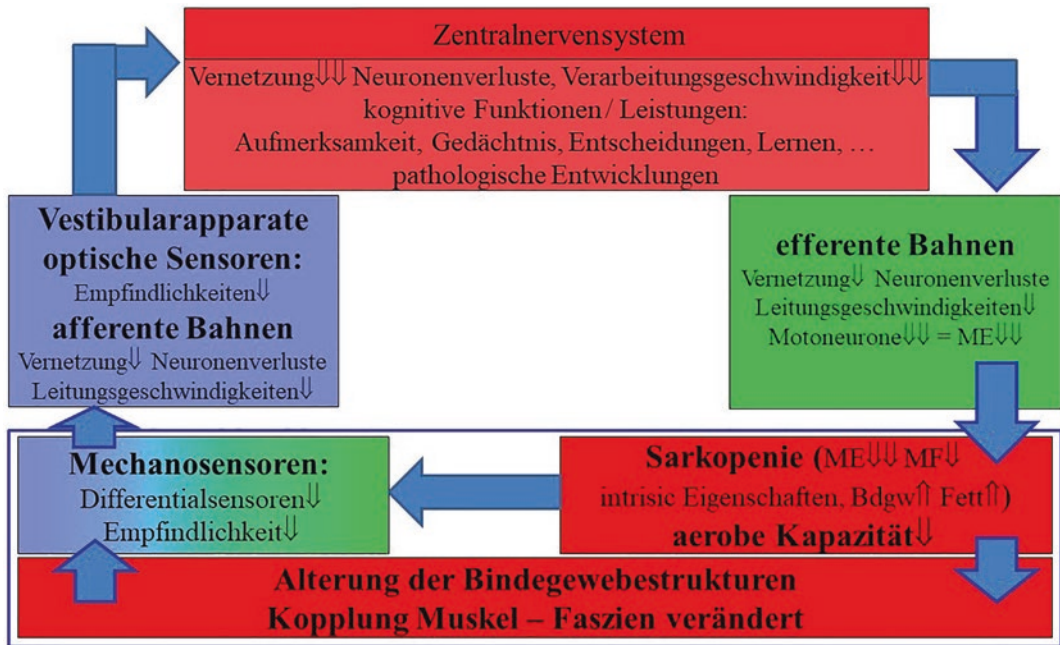 Zentralnervensystem
Vernetzung⇓⇓ Neuronenverluste, Verarbeitungsgeschwindigkeit⇓⇓⇓
kognitive Funktionen / Leistungen:
Aufmerksamkeit, Gedächtnis, Entscheidungen, Lernen, …
pathologische Entwicklungen
Vestibularapparate
optische Sensoren:
Empfindlichkeiten⇓
afferente Bahnen
Vernetzung⇓ Neuronenverluste
Leitungsgeschwindigkeiten⇓
efferente Bahnen
Vernetzung⇓ Neuronenverluste
Leitungsgeschwindigkeiten⇓
Motoneurone⇓⇓ = ME⇓⇓
Mechanosensoren:
Differentialsensoren⇓
Empfindlichkeit⇓
Sarkopenie (ME⇓⇓ MF⇓
intrisic Eigenschaften, Bdgw⇑ Fett⇑)
aerobe Kapazität⇓
Alterung der Bindegewebestrukturen
Kopplung Muskel – Faszien verändert